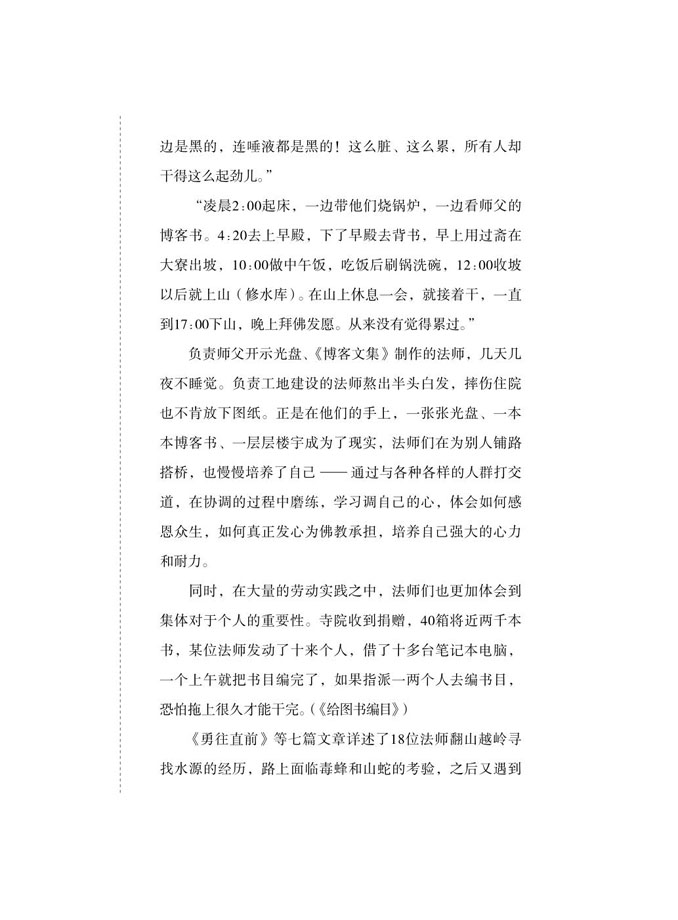 边是黑的，连唾液都是黑的！这么脏、这么累，所有人却
干得这么起劲儿。”
“凌晨2:00起床，一边带他们烧锅炉，一边看师父的
博客书。4:20去上早殿，下了早殿去背书，早上用过斋在
大寮出坡，10:00做中午饭，吃饭后刷锅洗碗，12:00收坡
以后就上山（修水库）。在山上休息一会，就接着干，一直
到17:00下山，晚上拜佛发愿。从来没有觉得累过。”
负责师父开示光盘、《博客文集》制作的法师，几天几
夜不睡觉。负责工地建设的法师熬出半头白发，摔伤住院
也不肯放下图纸。正是在他们的手上，一张张光盘、一本
本博客书、一层层楼宇成为了现实，法师们在为别人铺路
搭桥，也慢慢培养了自己 —— 通过与各种各样的人群打交
道，在协调的过程中磨练，学习调自己的心，体会如何感
恩众生，如何真正发心为佛教承担，培养自己强大的心力
和耐力。
同时，在大量的劳动实践之中，法师们也更加体会到
集体对于个人的重要性。寺院收到捐赠，40箱将近两千本
书，某位法师发动了十来个人，借了十多台笔记本电脑，
一个上午就把书目编完了，如果指派一两个人去编书目，
恐怕拖上很久才能干完。（《给图书编目》）
《勇往直前》等七篇文章详述了18位法师翻山越岭寻
找水源的经历，路上面临毒蜂和山蛇的考验，之后又遇到